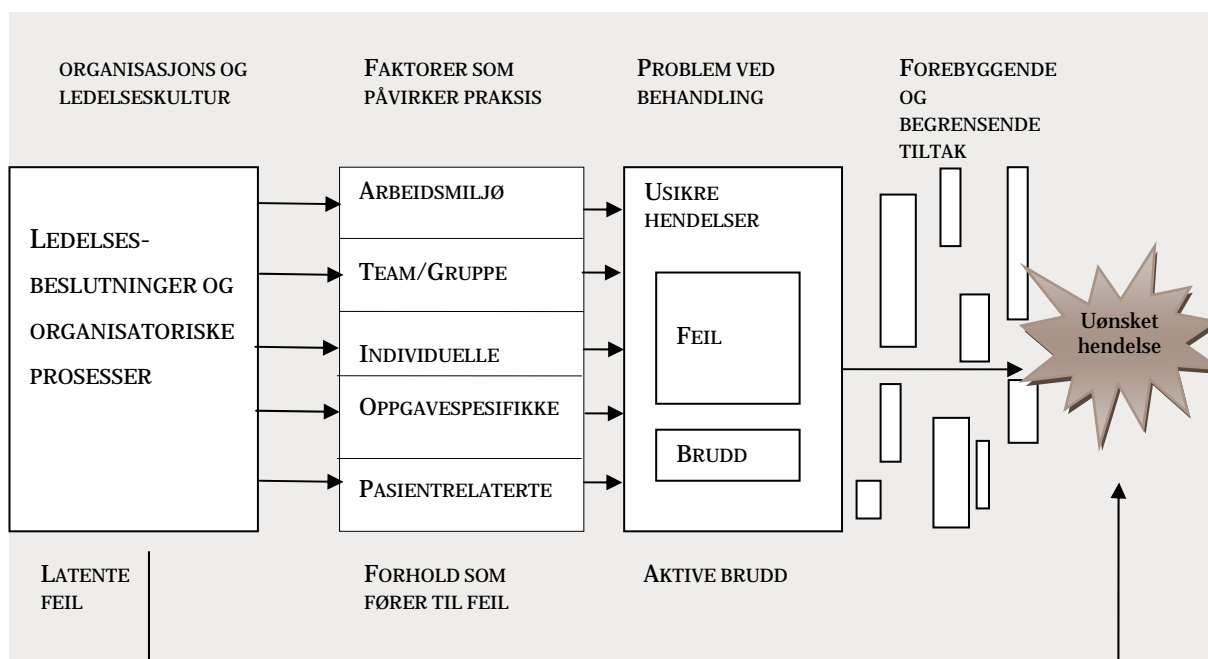 ORGANISASJONS OG
LEDELSESKULTUR
FAKTORER SOM
PÅVIRKER PRAKSIS
PROBLEM VED
BEHANDLING
FOREBYGGENDE
OG
BEGRENSENDE
TILTAK
LEDELSES-
BESLUTNINGER OG
ORGANISATORISKE
PROSESSER
ARBEIDSMILJØ
TEAM/GRUPPE
INDIVIDUELLE
OPPGAVESPESIFIKKE
PASIENTRELATERTE
USIKRE
HENDELSER
FEIL
BRUDD
Uønsket
hendelse
LATENTE
FEIL
FORHOLD SOM
FØRER TIL FEIL
AKTIVE BRUDD